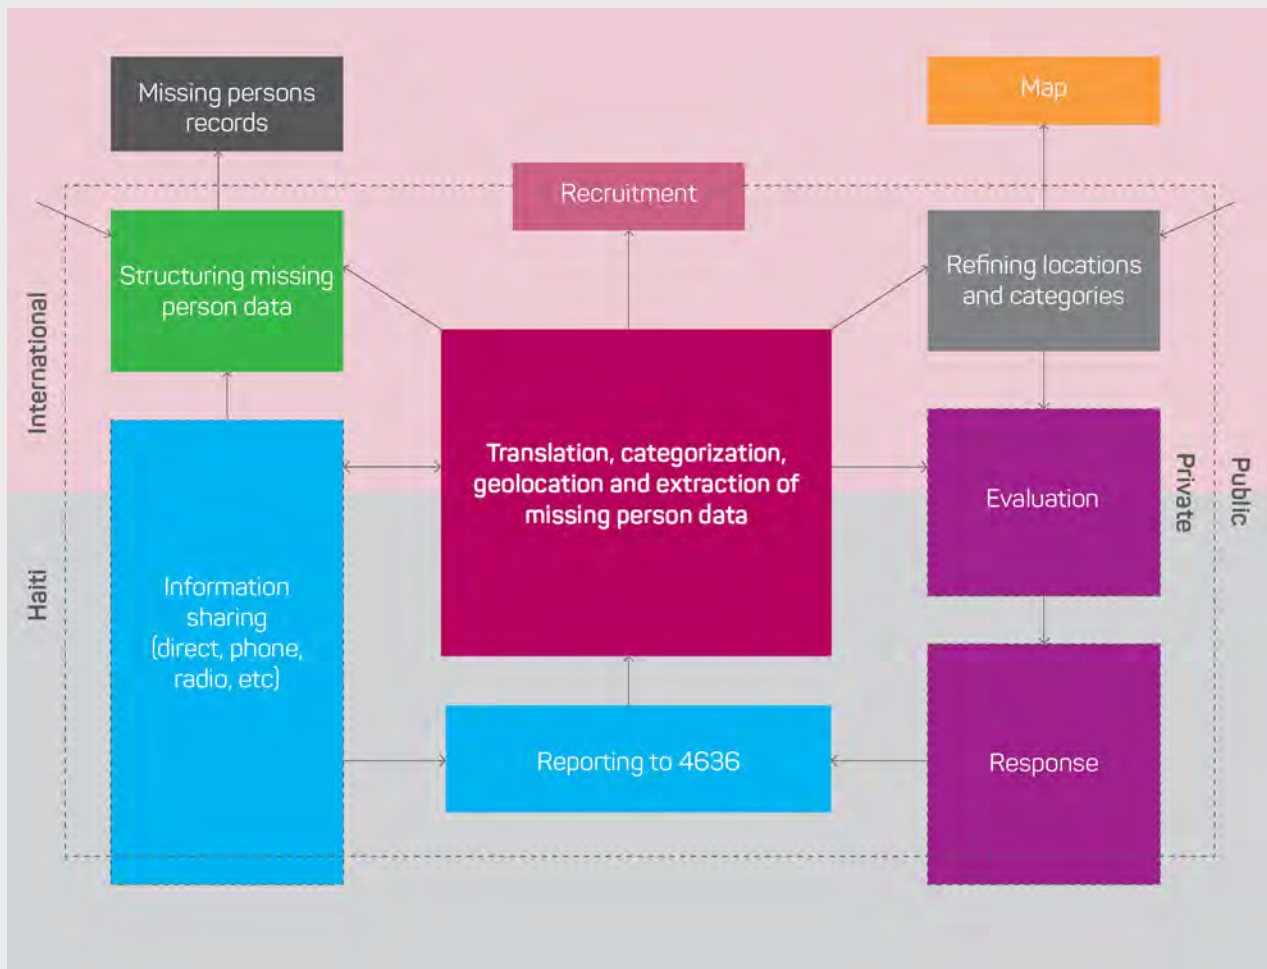 Missing persons
records
Map
Recruitment
Structuring missing
person data
Refining locations
and categories
International
Translation, categorization,
geolocation and extraction of
missing person data
Evaluation
Private
Public
Haiti
Information
sharing
(direct, phone,
radio, etc)
Reporting to 4636
Response